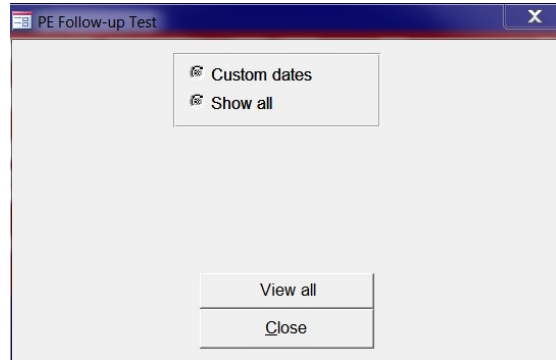 PE Follow-up Test
Custom dates
Show all
View all
Close